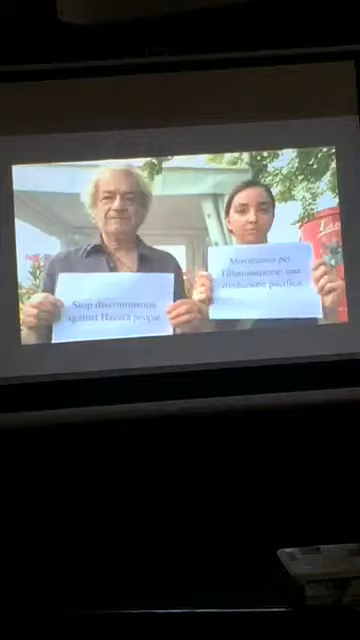 Stop discrimination
against Hazara people
Movimento per
l'illuminazione: una
rivoluzione pacifica